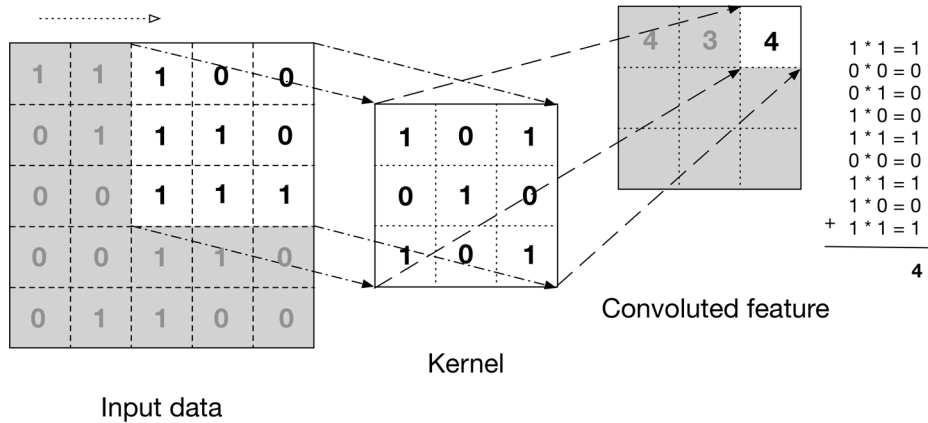 1 1 1 0 0
0 1 1 1 0
0 0 1 1 1
0 0 1 1 0
0 1 1 0 0
Input data
1 0 1
0 1 0
1 0 1
Kernel
4 3 4
Convoluted feature
1 * 1 = 1
0 * 0 = 0
0 * 1 = 0
1 * 0 = 0
1 * 1 = 1
0 * 0 = 0
1 * 1 = 1
1 * 0 = 0
+ 1 * 1 = 1
4